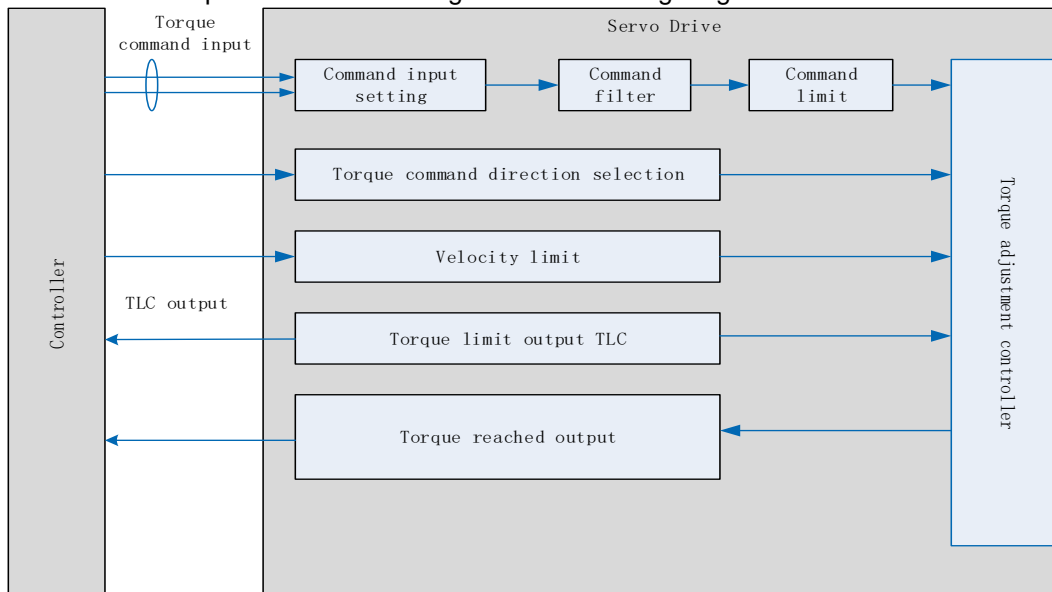 Torque
command input
Servo Drive
Command input
setting
Command
filter
Command
limit
Torque command direction selection
Velocity limit
TLC output
Torque limit output TLC
Torque reached output
Controller
Torque adjustment controller